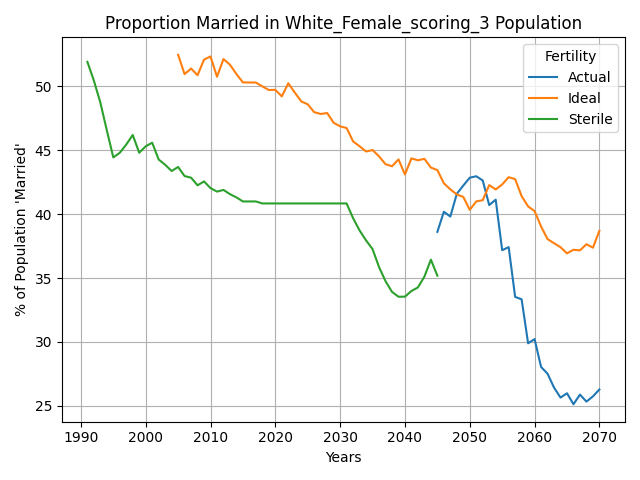 Proportion Married in White_Female_scoring_3 Population
Fertility
Actual
Ideal
Sterile
% of Population 'Married'
50
45
40
35
30
25
1990 2000 2010 2020 2030 2040 2050 2060 2070
Years